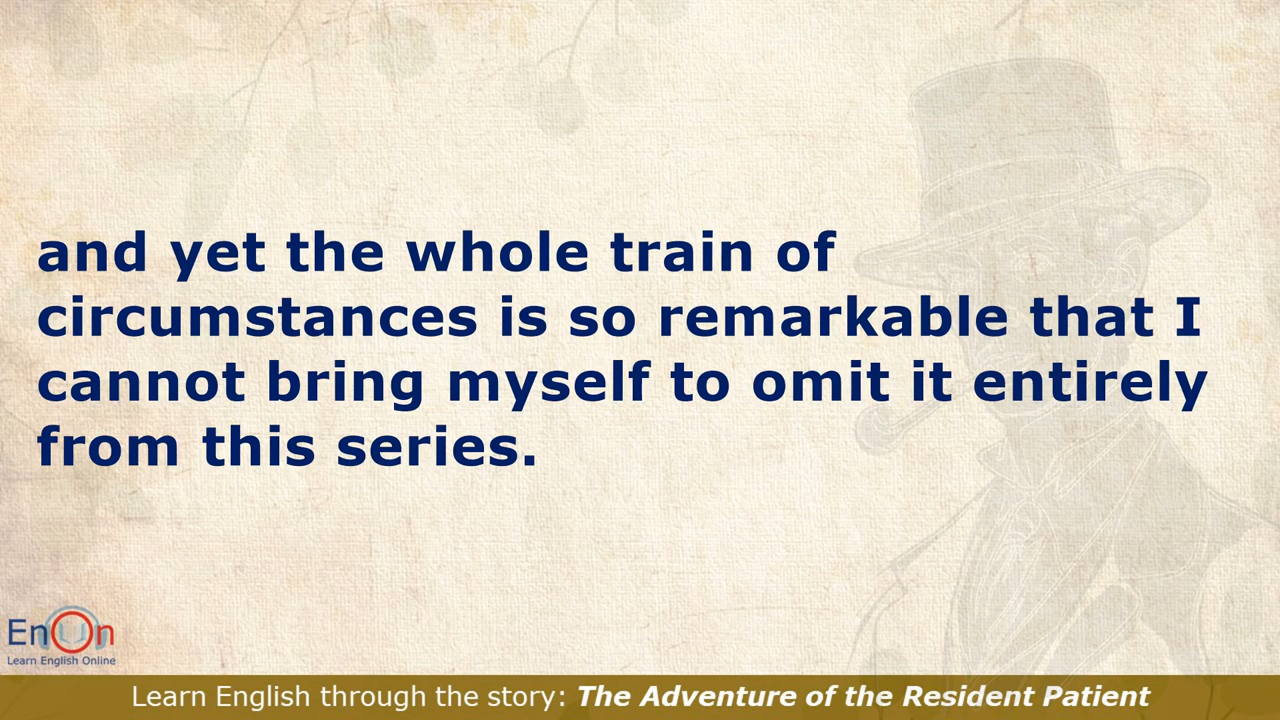 and yet the whole train of
circumstances is so remarkable that I
cannot bring myself to omit it entirely
from this series.
EnOn
Learn English Online
Learn English through the story: The Adventure of the Resident Patient